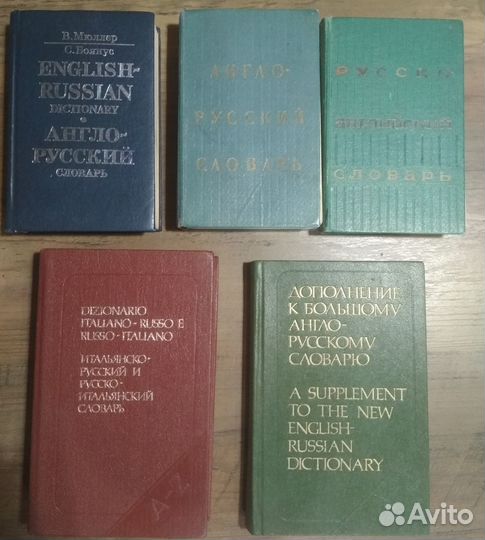 В. Мюллер
С. Боянус
ENGLISH-
RUSSIAN
DICTIONARY
АНГЛО-
РУССКИЙ
СЛОВАРЬ
АНГЛО-
РУССКИЙ
СЛОВАРЬ
РУССКО
АНГЛИЙСКИЙ
СЛОВАРЬ
DIZIONARIO
ITALIANO-RUSSO E
RUSSO-ITALIANO
ИТАЛЬЯНСКО-
РУССКИЙ И
РУССКО-
ИТАЛЬЯНСКИЙ
СЛОВАРЬ
A-Z
ДОПОЛНЕНИЕ
К БОЛЬШОМУ
АНГЛО-
РУССКОМУ
СЛОВАРЮ
A SUPPLEMENT
TO THE NEW
ENGLISH-
RUSSIAN
DICTIONARY
Avito